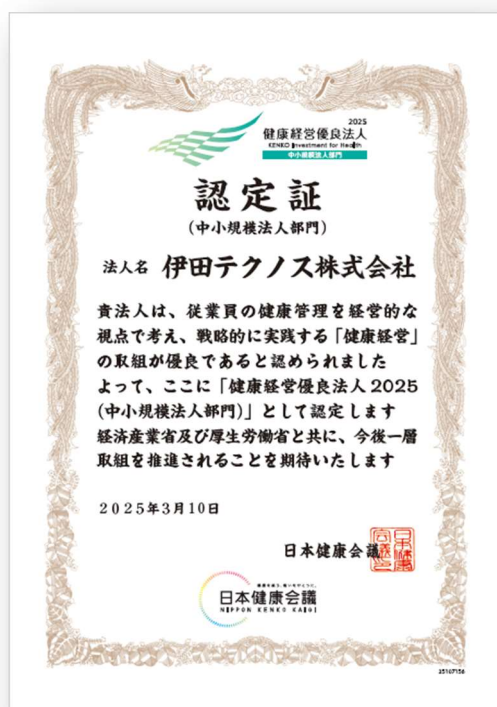 2025
健康経営優良法人
KENKO Investment for Health
中小規模法人部門
認定証
(中小規模法人部門)
法人名 伊田テクノス株式会社
貴法人は、従業員の健康管理を経営的な
視点で考え、戦略的に実践する「健康経営」
の取組が優良であると認められました
よって、ここに「健康経営優良法人2025
(中小規模法人部門)」として認定します
経済産業省及び厚生労働省と共に、今後一層
取組を推進されることを期待いたします
2025年3月10日
日本健康会議
日本健康会議
NIPPON KENKO KAIGI
25107156